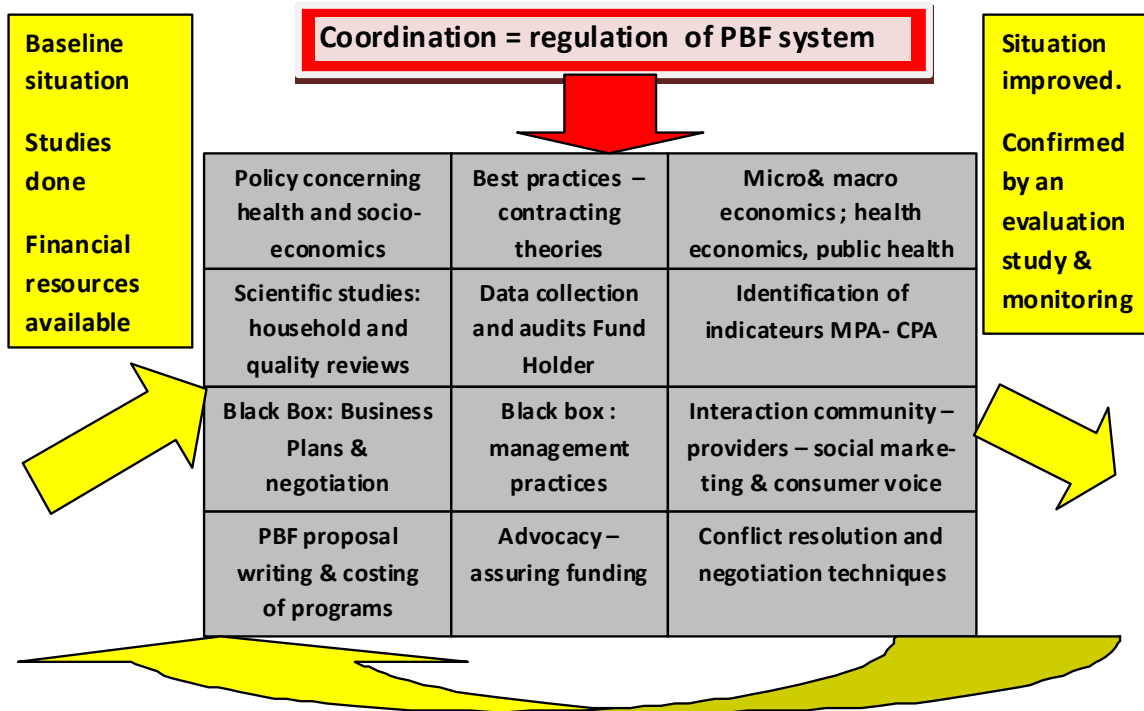 Coordination = regulation of PBF system
Baseline
situation
Studies
done
Financial
resources
available
Policy concerning
health and socio-
economics
Best practices –
contracting
theories
Micro& macro
economics ; health
economics, public health
Scientific studies:
household and
quality reviews
Data collection
and audits Fund
Holder
Identification of
indicateurs MPA- CPA
Black Box: Business
Plans &
negotiation
Black box :
management
practices
Interaction community –
providers – social marke-
ting & consumer voice
PBF proposal
writing & costing
of programs
Advocacy –
assuring funding
Conflict resolution and
negotiation techniques
Situation
improved.
Confirmed
by an
evaluation
study &
monitoring